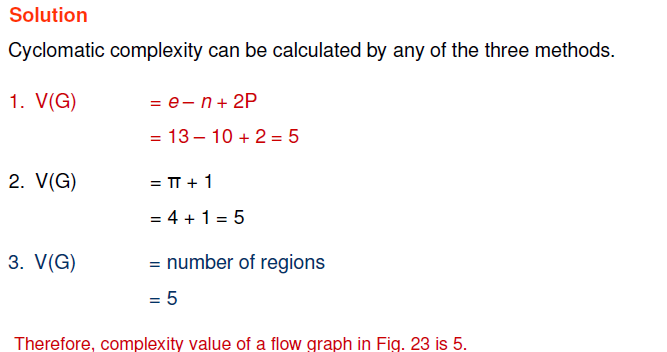 Solution
Cyclomatic complexity can be calculated by any of the three methods.
1. V(G) = e – n + 2P
= 13 – 10 + 2 = 5
2. V(G) = π + 1
= 4 + 1 = 5
3. V(G) = number of regions
= 5
Therefore, complexity value of a flow graph in Fig. 23 is 5.